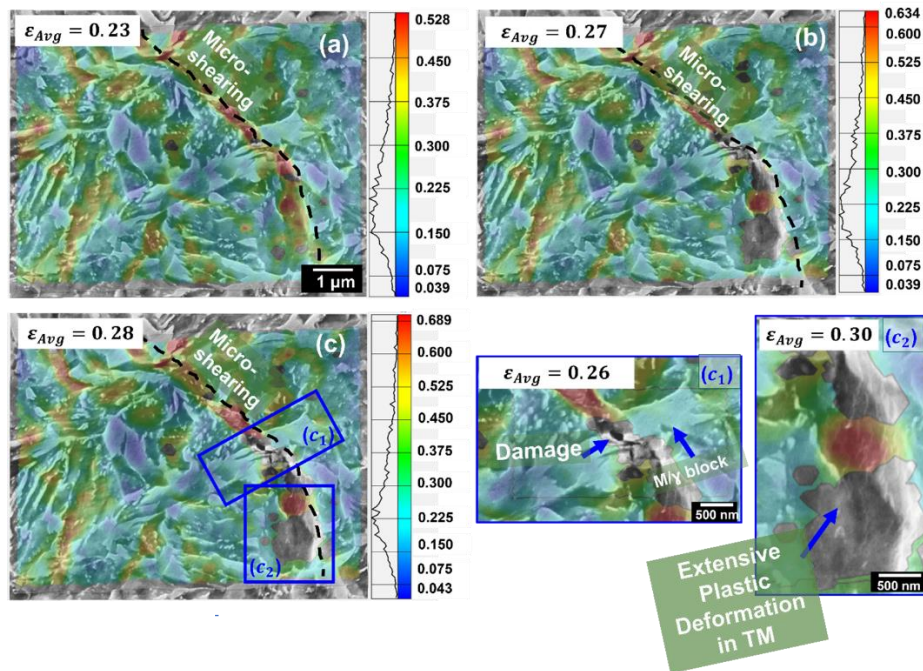 ε_Avg = 0.23
(a)
Micro-
shearing
1 µm
0.528
0.450
0.375
0.300
0.225
0.150
0.075
0.039
ε_Avg = 0.27
(b)
Micro-
shearing
0.634
0.600
0.450
0.375
0.300
0.225
0.150
0.075
0.039
ε_Avg = 0.28
(c)
Micro-
shearing
(c₁)
(c₂)
0.689
0.600
0.525
0.450
0.375
0.300
0.225
0.150
0.075
0.043
ε_Avg = 0.26
(c₁)
Damage
M/γ block
500 nm
ε_Avg = 0.30
(c₂)
500 nm
Extensive
Plastic
Deformation
in TM